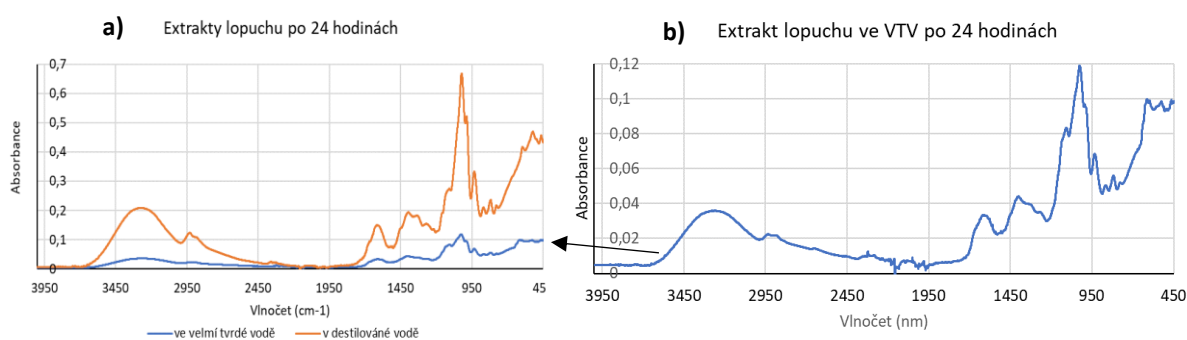 a) Extrakty lopuchu po 24 hodinách
0,7
0,6
0,5
0,4
0,3
0,2
0,1
0
Absorbance
3950 3450 2950 2450 1950 1450 950 45
Vlnočet (cm-1)
ve velmí tvrdé vodě v destilováné vodě
b) Extrakt lopuchu ve VTV po 24 hodinách
0,12
0,1
0,08
0,06
0,04
0,02
0
Absorbance
3950 3450 2950 2450 1950 1450 950 450
Vlnočet (nm)